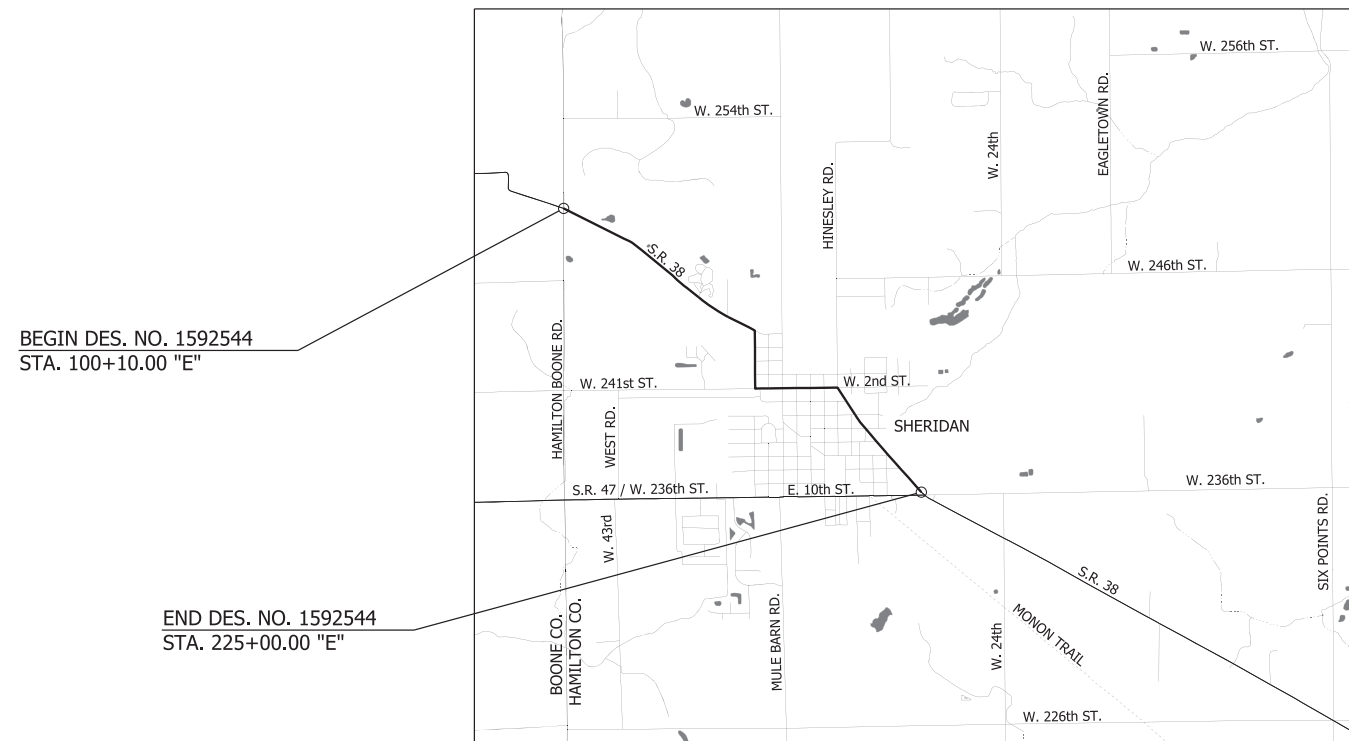 W. 256th ST.
W. 254th ST.
EAGLETOWN RD.
W. 24th
HINESLEY RD.
S.R. 38
W. 246th ST.
BEGIN DES. NO. 1592544
STA. 100+10.00 "E"
HAMILTON BOONE RD.
W. 241st ST.
W. 2nd ST.
WEST RD.
SHERIDAN
S.R. 47 / W. 236th ST.
E. 10th ST.
W. 236th ST.
SIX POINTS RD.
W. 43rd
S.R. 38
END DES. NO. 1592544
STA. 225+00.00 "E"
BOONE CO.
HAMILTON CO.
MULE BARN RD.
W. 24th
MONON TRAIL
W. 226th ST.